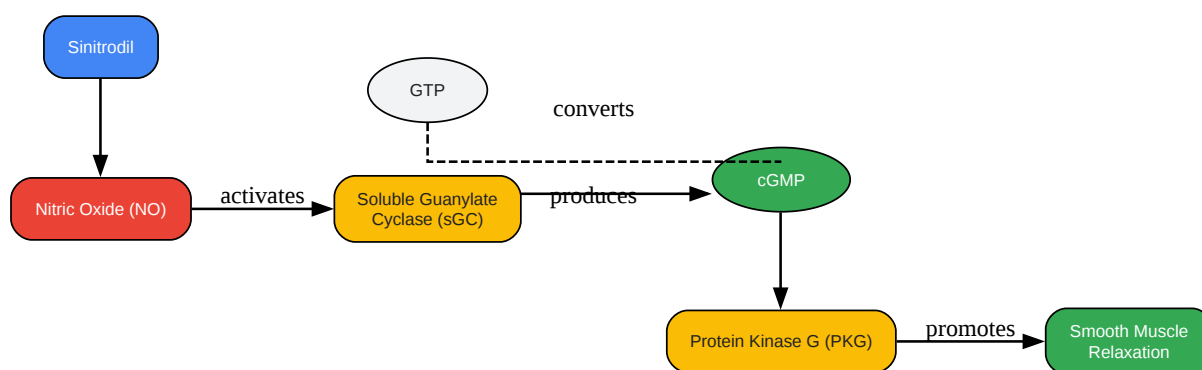 Sinitrodil
GTP
converts
cGMP
Nitric Oxide (NO)
activates
Soluble Guanylate
Cyclase (sGC)
produces
Protein Kinase G (PKG)
promotes
Smooth Muscle
Relaxation